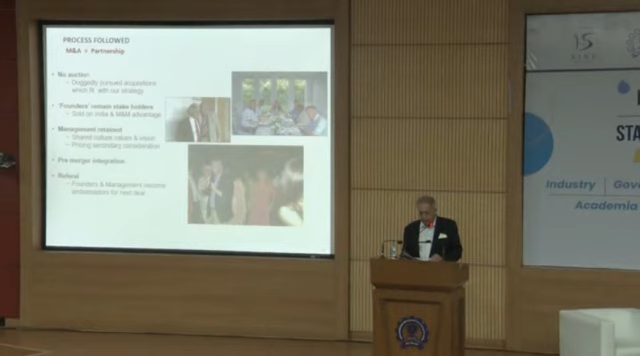 PROCESS FOLLOWED
M&A = Partnership
No auction
– Doggedly pursued acquisitions
which fit with our strategy
'Founders' remain stake holders
– Sold on India & M&M advantage
Management retained
– Shared culture values & vision
– Pricing secondary consideration
Pre merger integration
Referal
– Founders & Management become
ambassadors for next deal
15
SINE
STA
Industry | Gove
Academia